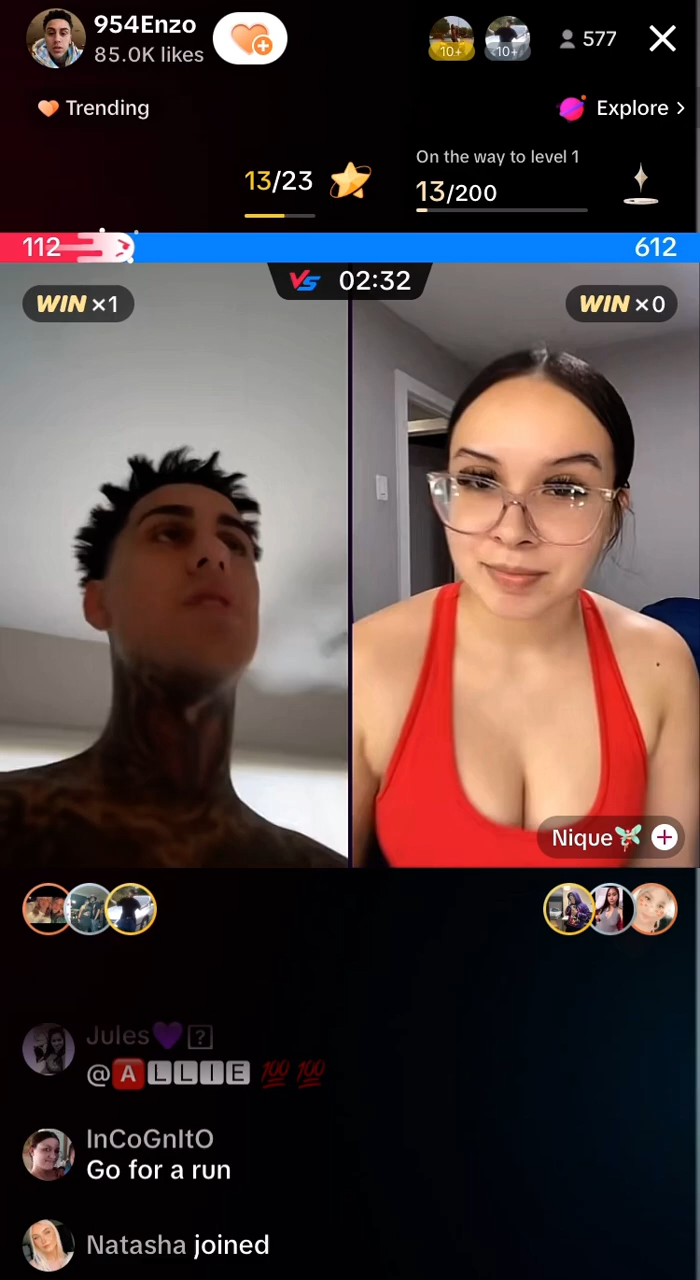 954Enzo
85.0K likes
10+
10+
577
Trending
Explore
13/23
On the way to level 1
13/200
112
612
VS 02:32
WIN ×1
WIN ×0
Nique
Jules
@ALLIE 💯 💯
InCoGnItO
Go for a run
Natasha joined